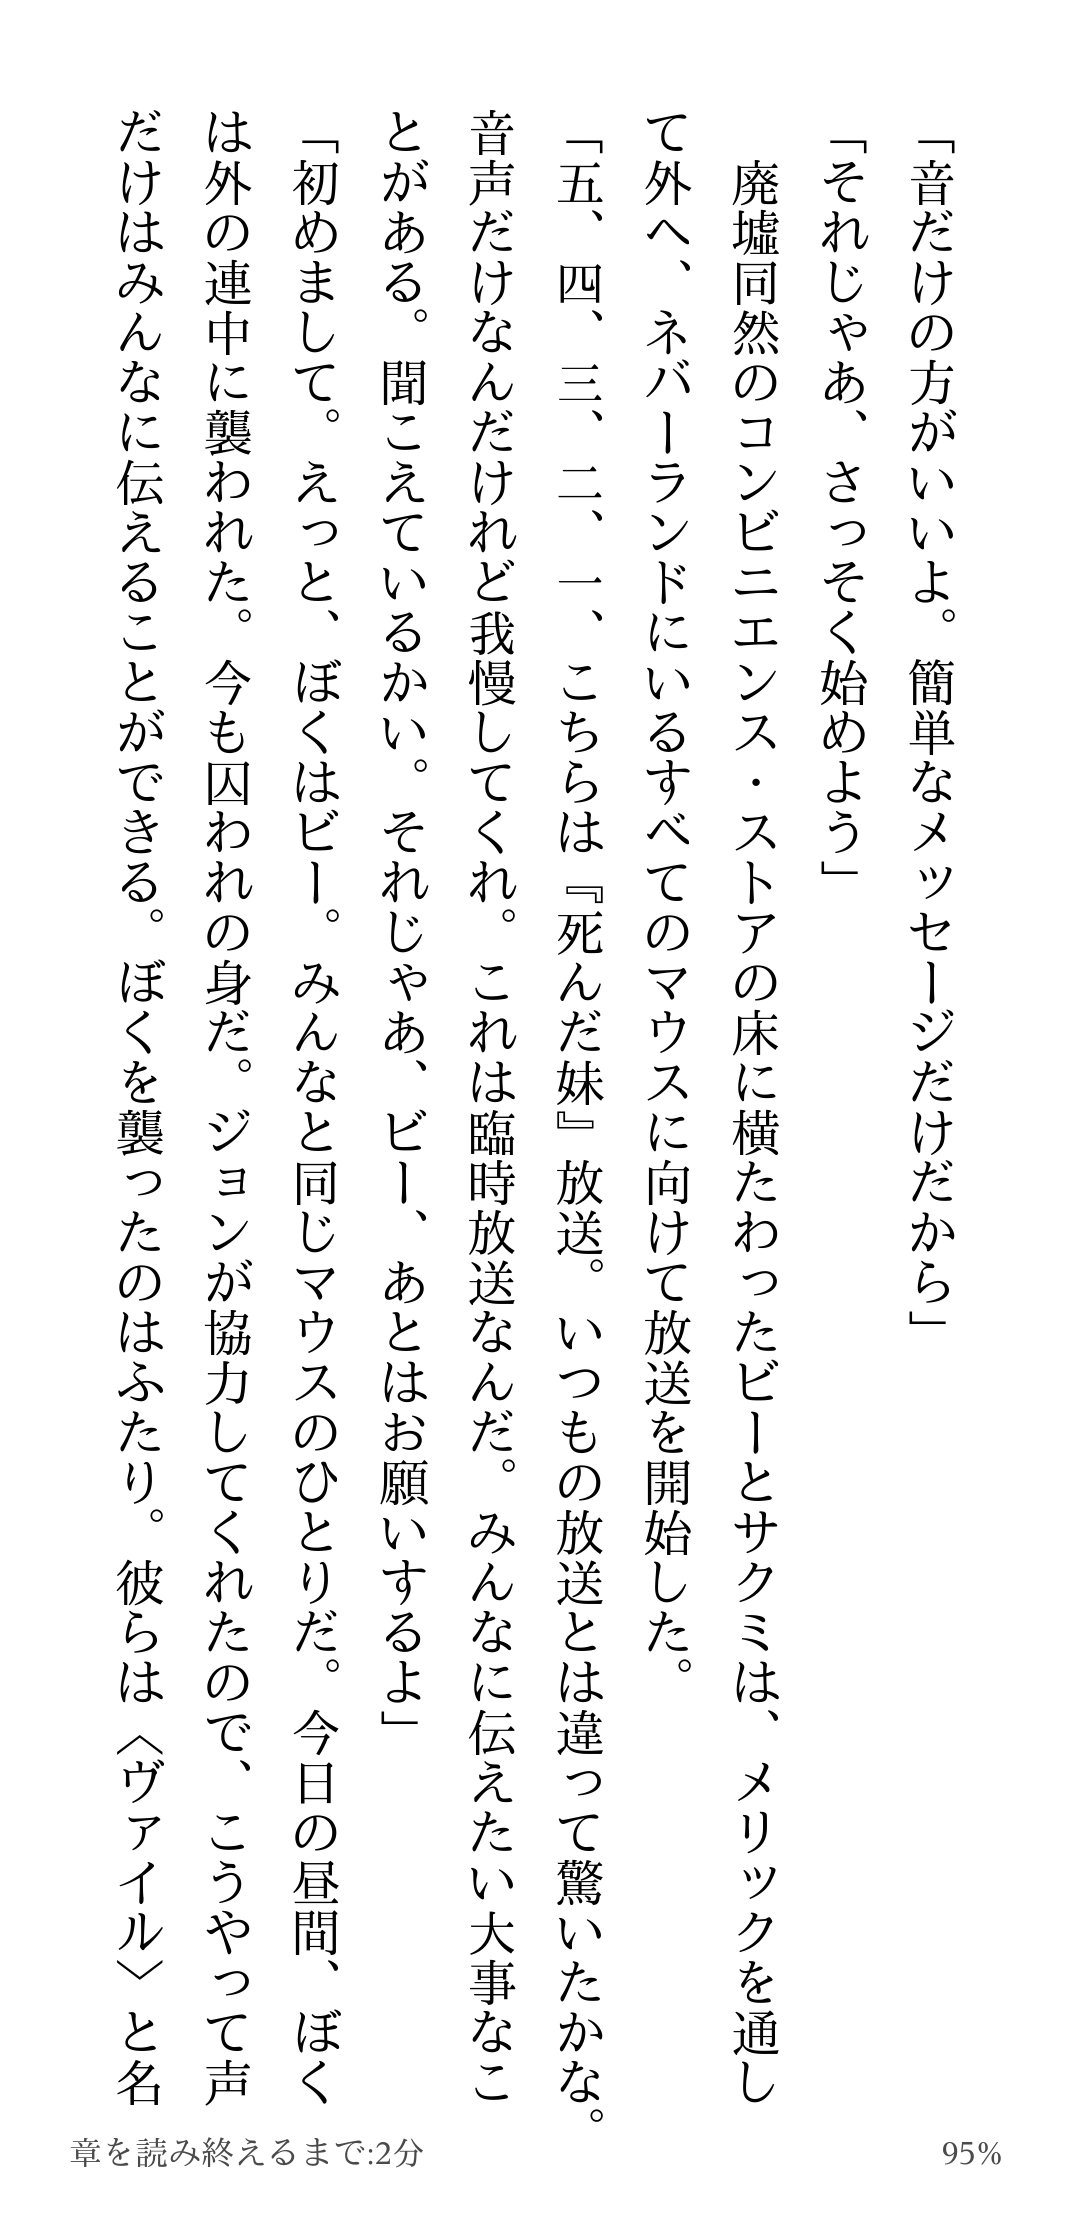 「音だけの方がいいよ。簡単なメッセージだけだから」
「それじゃあ、さっそく始めよう」
　廃墟同然のコンビニエンス・ストアの床に横たわったビーとサクミは、メリックを通し
て外へ、ネバーランドにいるすべてのマウスに向けて放送を開始した。
「五、四、三、二、一、こちらは『死んだ妹』放送。いつもの放送とは違って驚いたかな。
音声だけなんだけれど我慢してくれ。これは臨時放送なんだ。みんなに伝えたい大事なこ
とがある。聞こえているかい。それじゃあ、ビー、あとはお願いするよ」
「初めまして。えっと、ぼくはビー。みんなと同じマウスのひとりだ。今日の昼間、ぼく
は外の連中に襲われた。今も囚われの身だ。ジョンが協力してくれたので、こうやって声
だけはみんなに伝えることができる。ぼくを襲ったのはふたり。彼らは〈ヴァイル〉と名
章を読み終えるまで:2分
95%